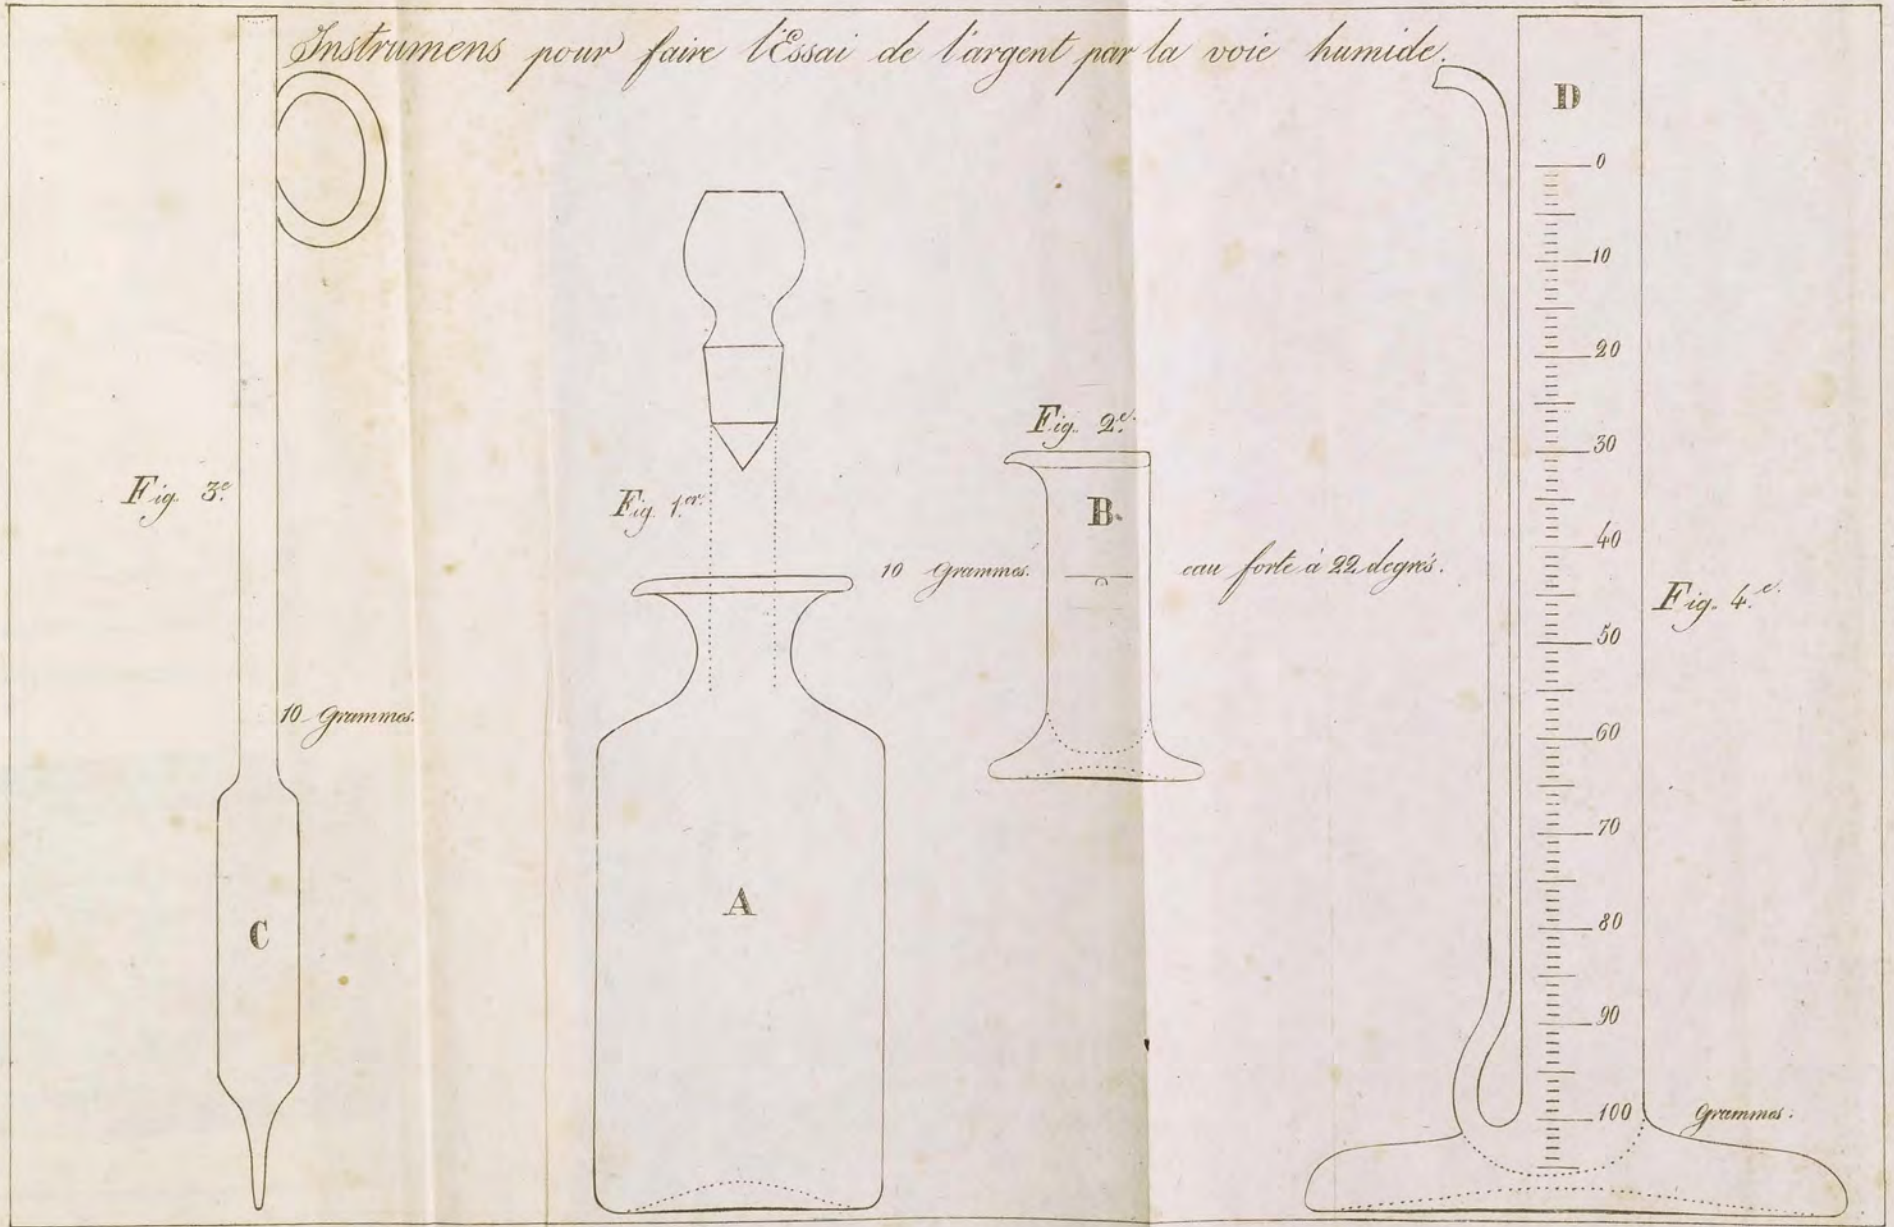 Instrumens pour faire l'Essai de l'argent par la voie humide.
D
0
10
20
30
40
50
60
70
80
90
100 Grammes.
Fig. 4.e
Fig. 2.e
B.
10 Grammes.
eau forte à 22 degrés.
Fig. 1.er
A
Fig. 3.e
10 Grammes.
C